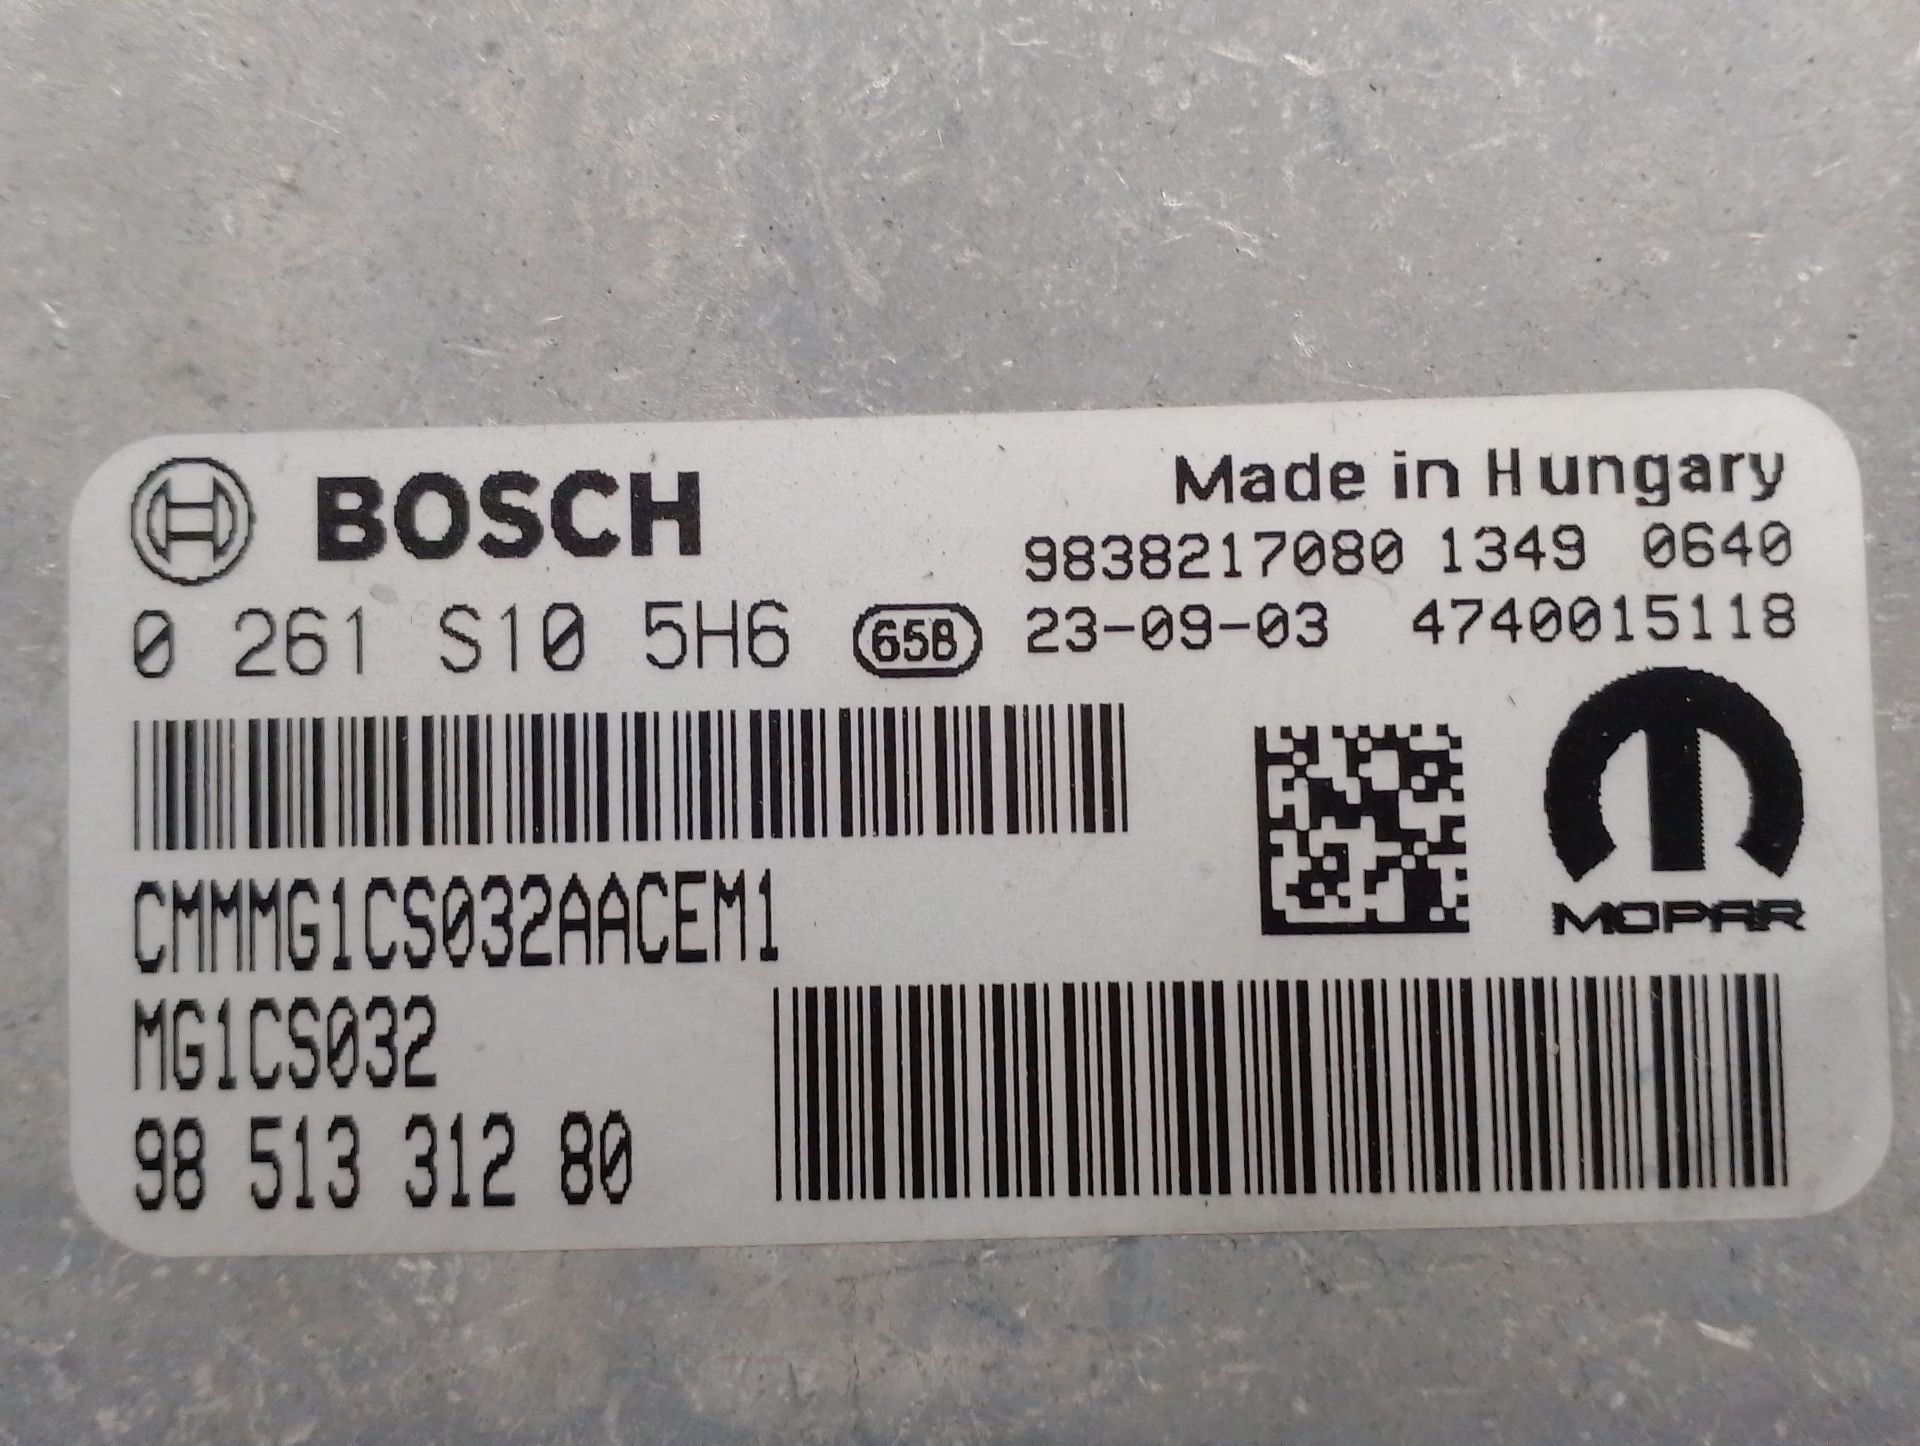 BOSCH
Made in Hungary
9838217080 1349 0640
0 261 S10 5H6 658 23-09-03 4740015118
CMMMG1CS032AACEM1
MOPAR
MG1CS032
98 513 312 80